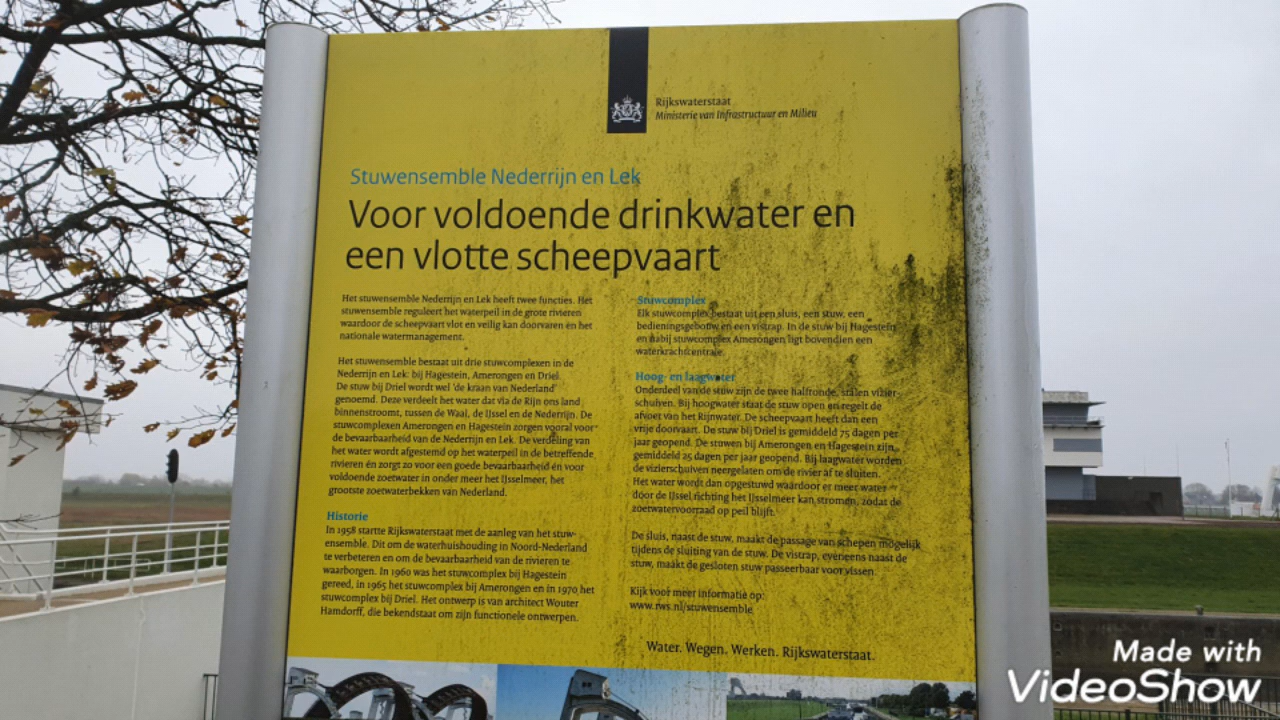 Rijkswaterstaat
Ministerie van Infrastructuur en Milieu
Stuwensemble Nederrijn en Lek
Voor voldoende drinkwater en
een vlotte scheepvaart
Het stuwensemble Nederrijn en Lek heeft twee functies. Het
stuwensemble reguleert het waterpeil in de grote rivieren
waardoor de scheepvaart vlot en veilig kan doorvaren en het
nationale watermanagement.
Het stuwensemble bestaat uit drie stuwcomplexen in de
Nederrijn en Lek: bij Hagestein, Amerongen en Driel.
De stuw bij Driel wordt wel 'de kraan van Nederland'
genoemd. Deze verdeelt het water dat via de Rijn ons land
binnenstroomt, tussen de Waal, de IJssel en de Nederrijn. De
stuwcomplexen Amerongen en Hagestein zorgen vooral voor
de bevaarbaarheid van de Nederrijn en Lek. De verdeling van
het water wordt afgestemd op het waterpeil in de betreffende
rivieren én zorgt zo voor een goede bevaarbaarheid én voor
voldoende zoetwater in onder meer het IJsselmeer, het
grootste zoetwaterbekken van Nederland.
Historie
In 1958 startte Rijkswaterstaat met de aanleg van het stuw-
ensemble. Dit om de waterhuishouding in Noord-Nederland
te verbeteren en om de bevaarbaarheid van de rivieren te
waarborgen. In 1960 was het stuwcomplex bij Hagestein
gereed, in 1965 het stuwcomplex bij Amerongen en in 1970 het
stuwcomplex bij Driel. Het ontwerp is van architect Wouter
Hamdorff, die bekendstaat om zijn functionele ontwerpen.
Stuwcomplex
Elk stuwcomplex bestaat uit een sluis, een stuw, een
bedieningsgebouw en een vistrap. In de stuw bij Hagestein
en nabij stuwcomplex Amerongen ligt bovendien een
waterkrachtcentrale.
Hoog- en laagwater
Onderdeel van de stuw zijn de twee halfronde, stalen vizier-
schuiven. Bij hoogwater staat de stuw open en regelt de
afvoer van het Rijnwater. De scheepvaart heeft dan een
vrije doorvaart. De stuw bij Driel is gemiddeld 75 dagen per
jaar geopend. De stuwen bij Amerongen en Hagestein zijn
gemiddeld 25 dagen per jaar geopend. Bij laagwater worden
de vizierschuiven neergelaten om de rivier af te sluiten.
Het water wordt dan opgestuwd waardoor er meer water
door de IJssel richting het IJsselmeer kan stromen, zodat de
zoetwatervoorraad op peil blijft.
De sluis, naast de stuw, maakt de passage van schepen mogelijk
tijdens de sluiting van de stuw. De vistrap, eveneens naast de
stuw, maakt de gesloten stuw passeerbaar voor vissen.
Kijk voor meer informatie op:
www.rws.nl/stuwensemble
Water. Wegen. Werken. Rijkswaterstaat.
Made with
VideoShow